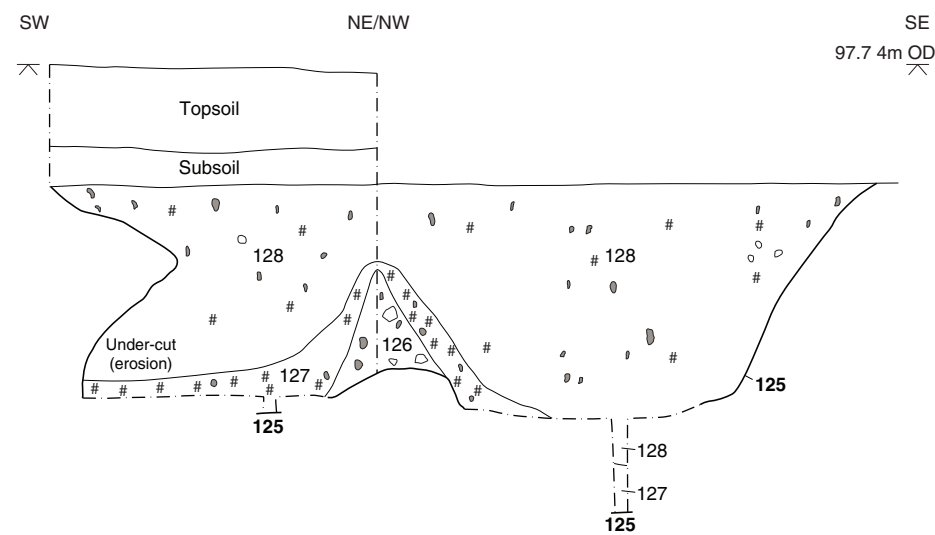 SW
NE/NW
SE
97.7 4m OD
Topsoil
Subsoil
128
128
Under-cut
(erosion)
126
127
125
125
128
127
125